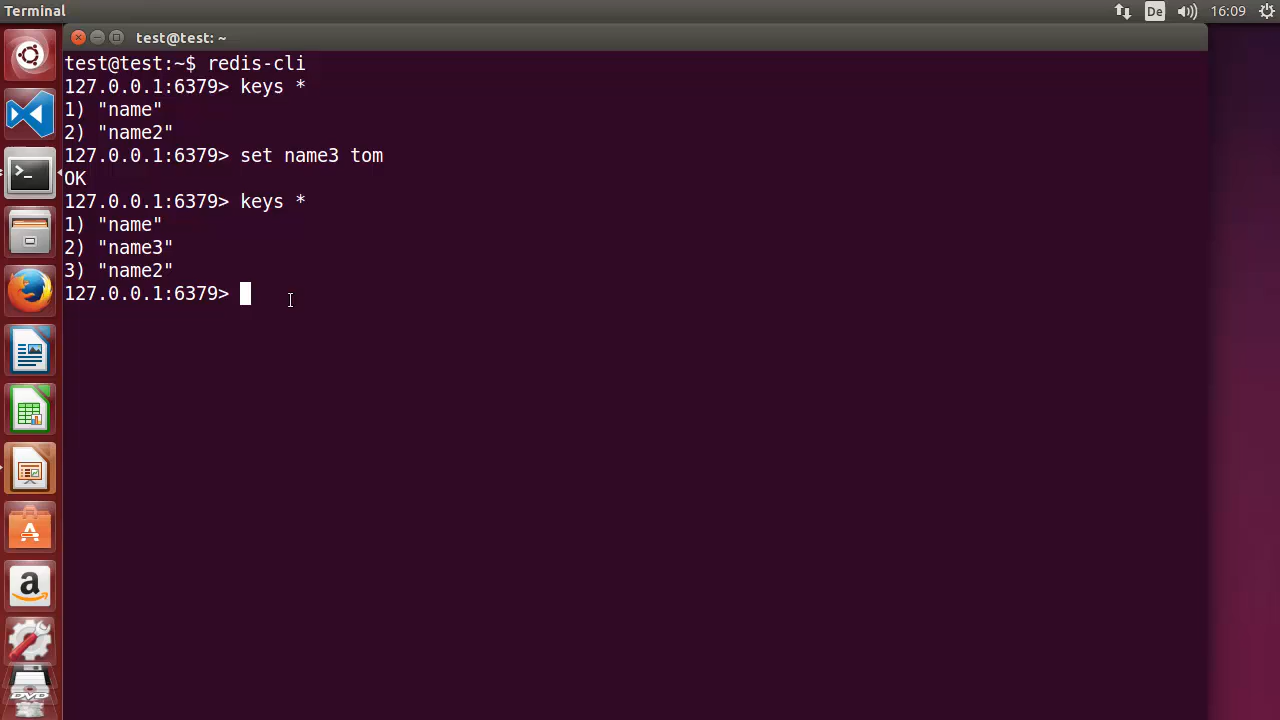 Terminal
De
16:09
test@test: ~
test@test:~$ redis-cli
127.0.0.1:6379> keys *
1) "name"
2) "name2"
127.0.0.1:6379> set name3 tom
OK
127.0.0.1:6379> keys *
1) "name"
2) "name3"
3) "name2"
127.0.0.1:6379>
DVD